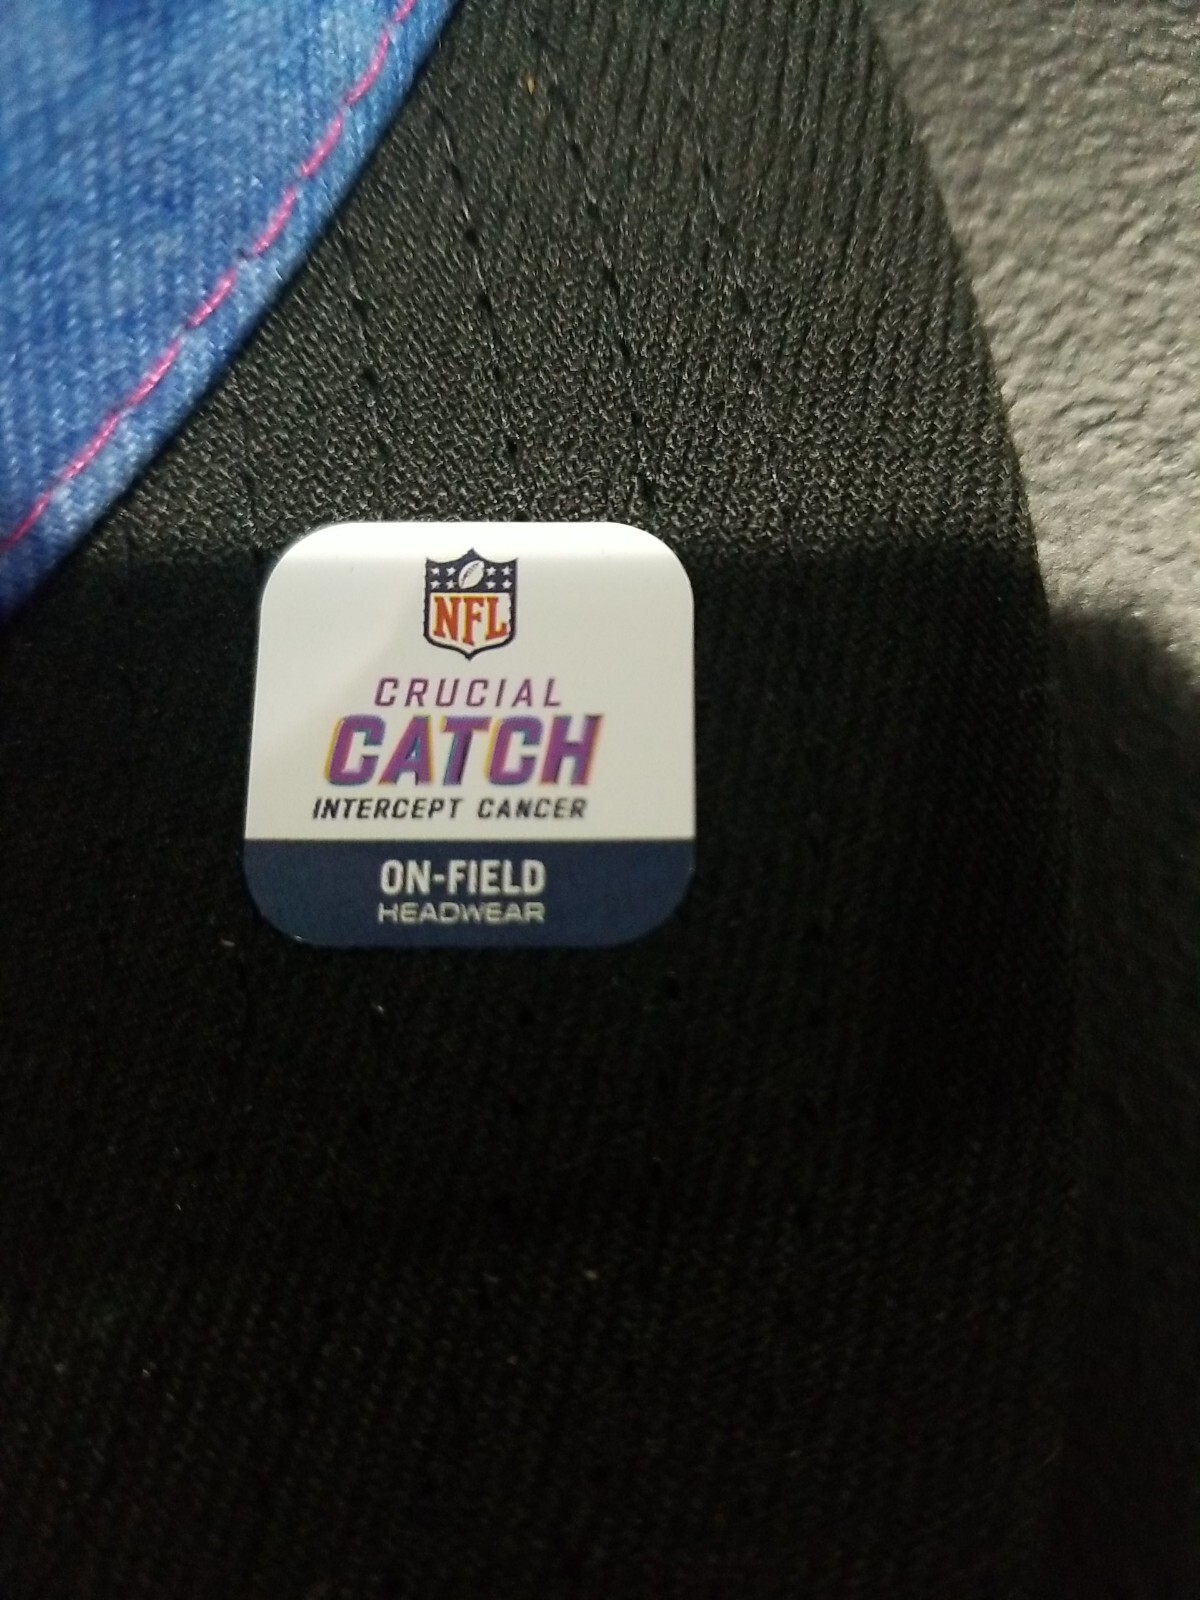 NFL
CRUCIAL
CATCH
INTERCEPT CANCER
ON-FIELD
HEADWEAR